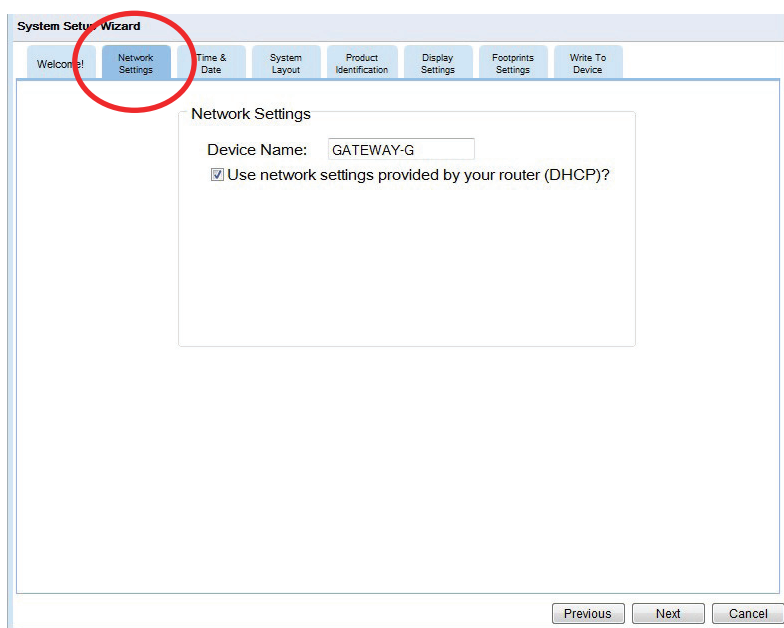 System Setup Wizard
Welcome!
Network
Settings
Time &
Date
System
Layout
Product
Identification
Display
Settings
Footprints
Settings
Write To
Device
Network Settings
Device Name: GATEWAY-G
Use network settings provided by your router (DHCP)?
Previous Next Cancel